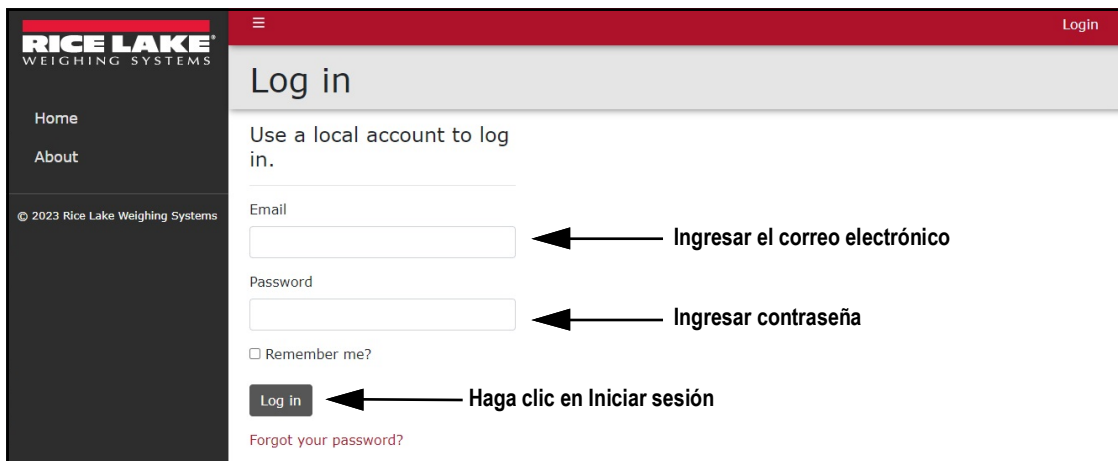 RICE LAKE®
WEIGHING SYSTEMS
Home
About
© 2023 Rice Lake Weighing Systems
☰
Login
Log in
Use a local account to log
in.
Email
Ingresar el correo electrónico
Password
Ingresar contraseña
Remember me?
Log in
Haga clic en Iniciar sesión
Forgot your password?